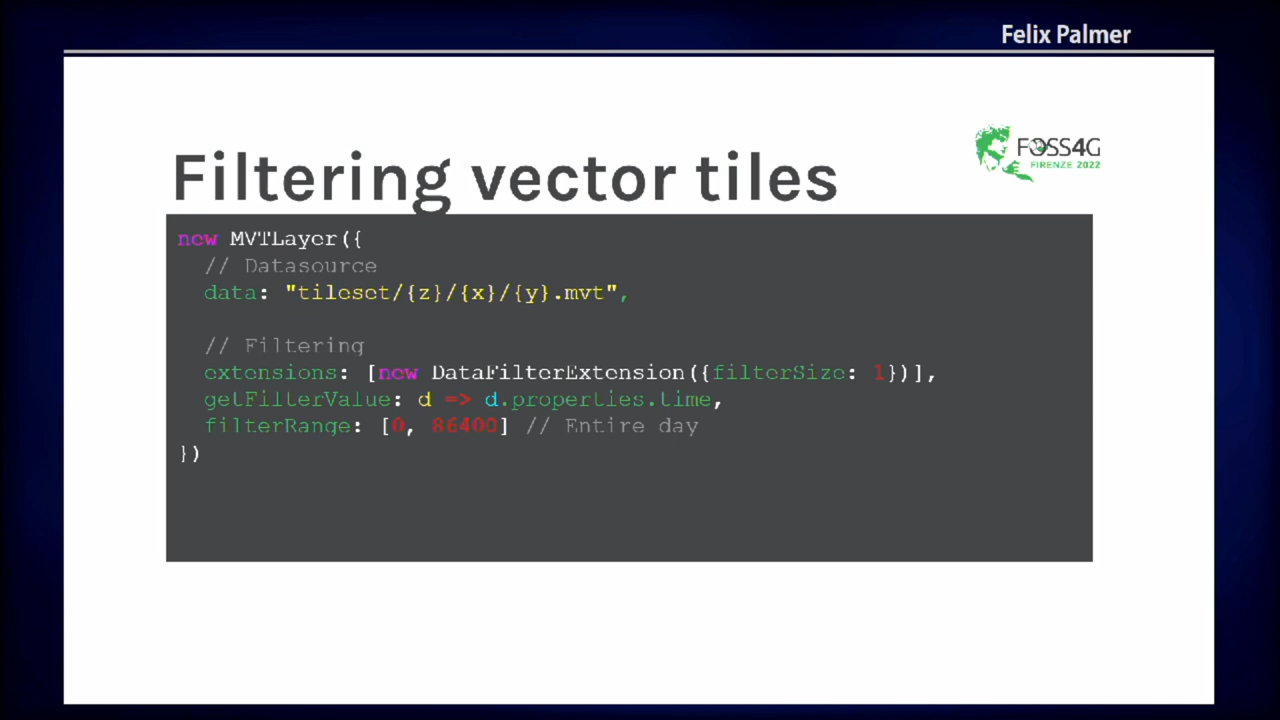 Felix Palmer
FOSS4G
FIRENZE 2022
Filtering vector tiles
new MVTLayer({
// Datasource
data: "tileset/{z}/{x}/{y}.mvt",
// Filtering
extensions: [new DataFilterExtension({filterSize: 1})],
getFilterValue: d => d.properties.time,
filterRange: [0, 86400] // Entire day
})